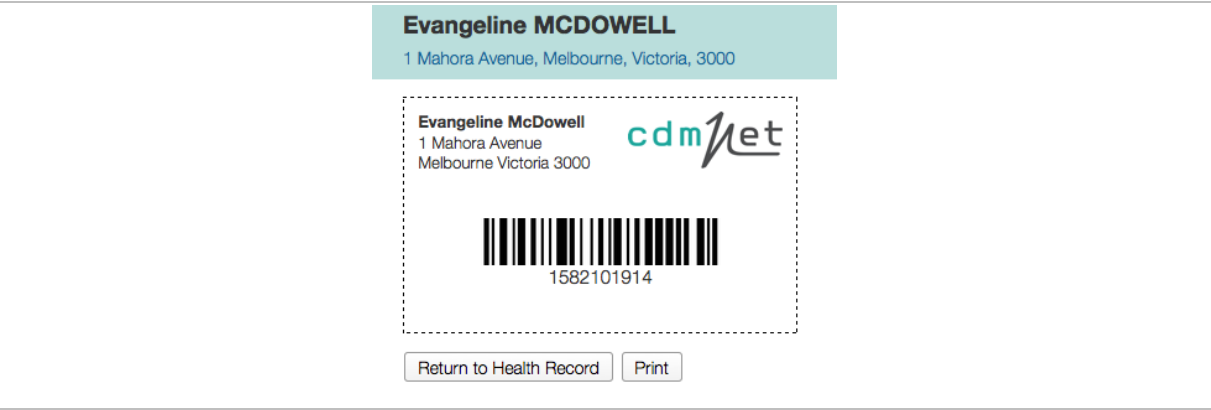 Evangeline MCDOWELL
1 Mahora Avenue, Melbourne, Victoria, 3000
Evangeline McDowell
1 Mahora Avenue
Melbourne Victoria 3000
cdmNet
1582101914
Return to Health Record
Print